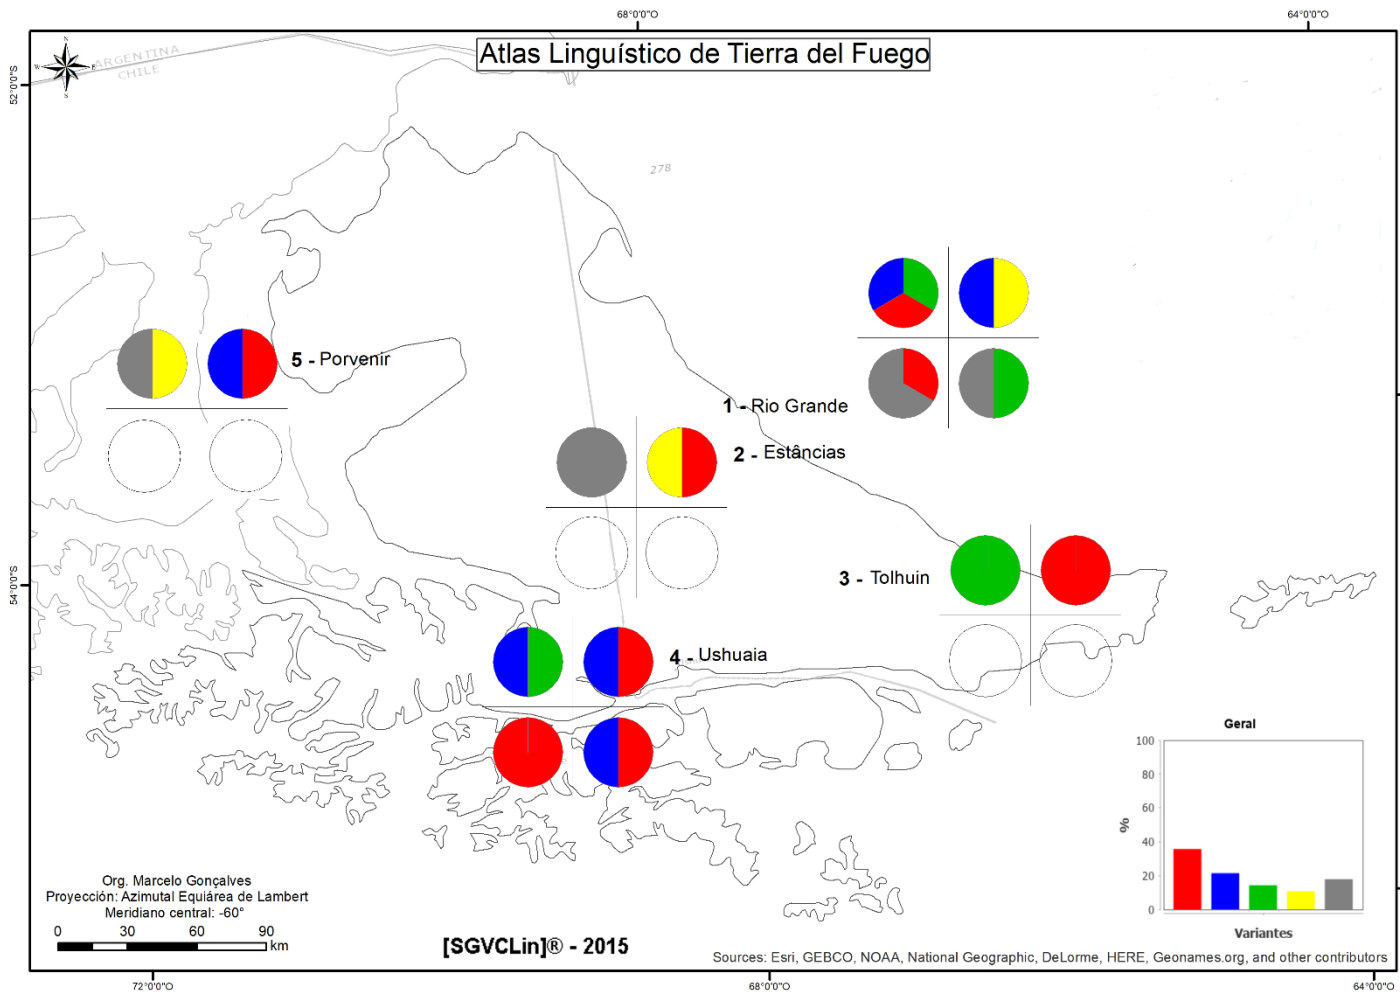 68°0'0"O
64°0'0"O
Atlas Linguístico de Tierra del Fuego
ARGENTINA
CHILE
N
W
E
S
52°0'0"S
278
5 - Porvenir
1 - Rio Grande
2 - Estâncias
3 - Tolhuin
54°0'0"S
4 - Ushuaia
Geral
100
80
60
40
20
0
%
Variantes
Org. Marcelo Gonçalves
Proyección: Azimutal Equiárea de Lambert
Meridiano central: -60°
0 30 60 90
km
[SGVCLin]® - 2015
Sources: Esri, GEBCO, NOAA, National Geographic, DeLorme, HERE, Geonames.org, and other contributors
72°0'0"O
68°0'0"O
64°0'0"O